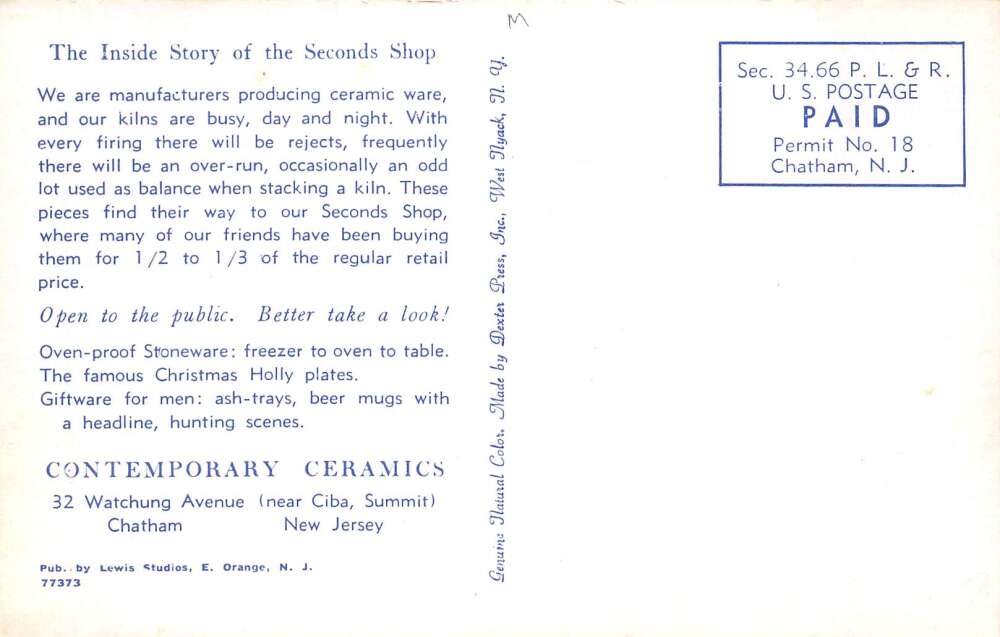 M
The Inside Story of the Seconds Shop
We are manufacturers producing ceramic ware,
and our kilns are busy, day and night. With
every firing there will be rejects, frequently
there will be an over-run, occasionally an odd
lot used as balance when stacking a kiln. These
pieces find their way to our Seconds Shop,
where many of our friends have been buying
them for 1/2 to 1/3 of the regular retail
price.
Open to the public. Better take a look!
Oven-proof Stoneware: freezer to oven to table.
The famous Christmas Holly plates.
Giftware for men: ash-trays, beer mugs with
a headline, hunting scenes.
CONTEMPORARY CERAMICS
32 Watchung Avenue (near Ciba, Summit)
Chatham New Jersey
Pub. by Lewis Studios, E. Orange, N. J.
77373
Genuine Natural Color. Made by Dexter Press, Inc., West Nyack, N. Y.
Sec. 34.66 P. L. & R.
U. S. POSTAGE
PAID
Permit No. 18
Chatham, N. J.